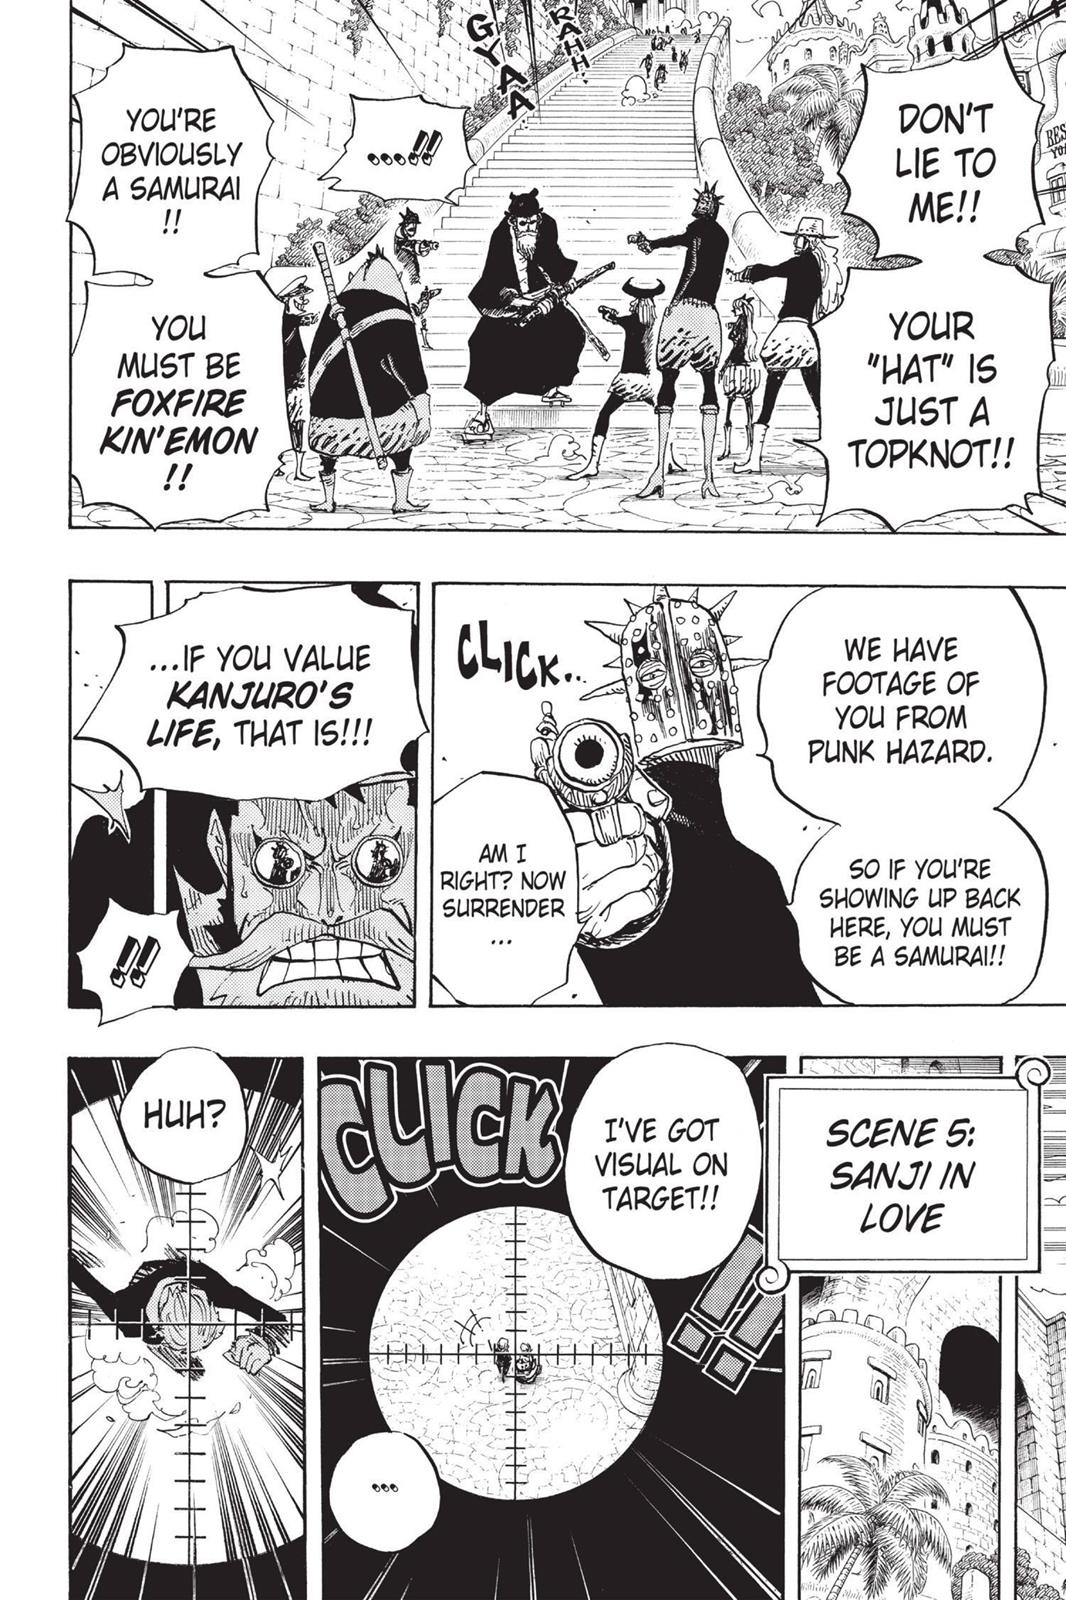 RAHH!
GYAA
DON'T
LIE TO
ME!!
YOUR
"HAT" IS
JUST A
TOPKNOT!!
RES
YO
....!!
YOU'RE
OBVIOUSLY
A SAMURAI
!!
YOU
MUST BE
FOXFIRE
KIN'EMON
!!
WE HAVE
FOOTAGE OF
YOU FROM
PUNK HAZARD.
SO IF YOU'RE
SHOWING UP BACK
HERE, YOU MUST
BE A SAMURAI!!
CLICK..
AM I
RIGHT? NOW
SURRENDER
...
...IF YOU VALUE
KANJURO'S
LIFE, THAT IS!!!
!!!
SCENE 5:
SANJI IN
LOVE
I'VE GOT
VISUAL ON
TARGET!!
CLICK
!!
...
HUH?